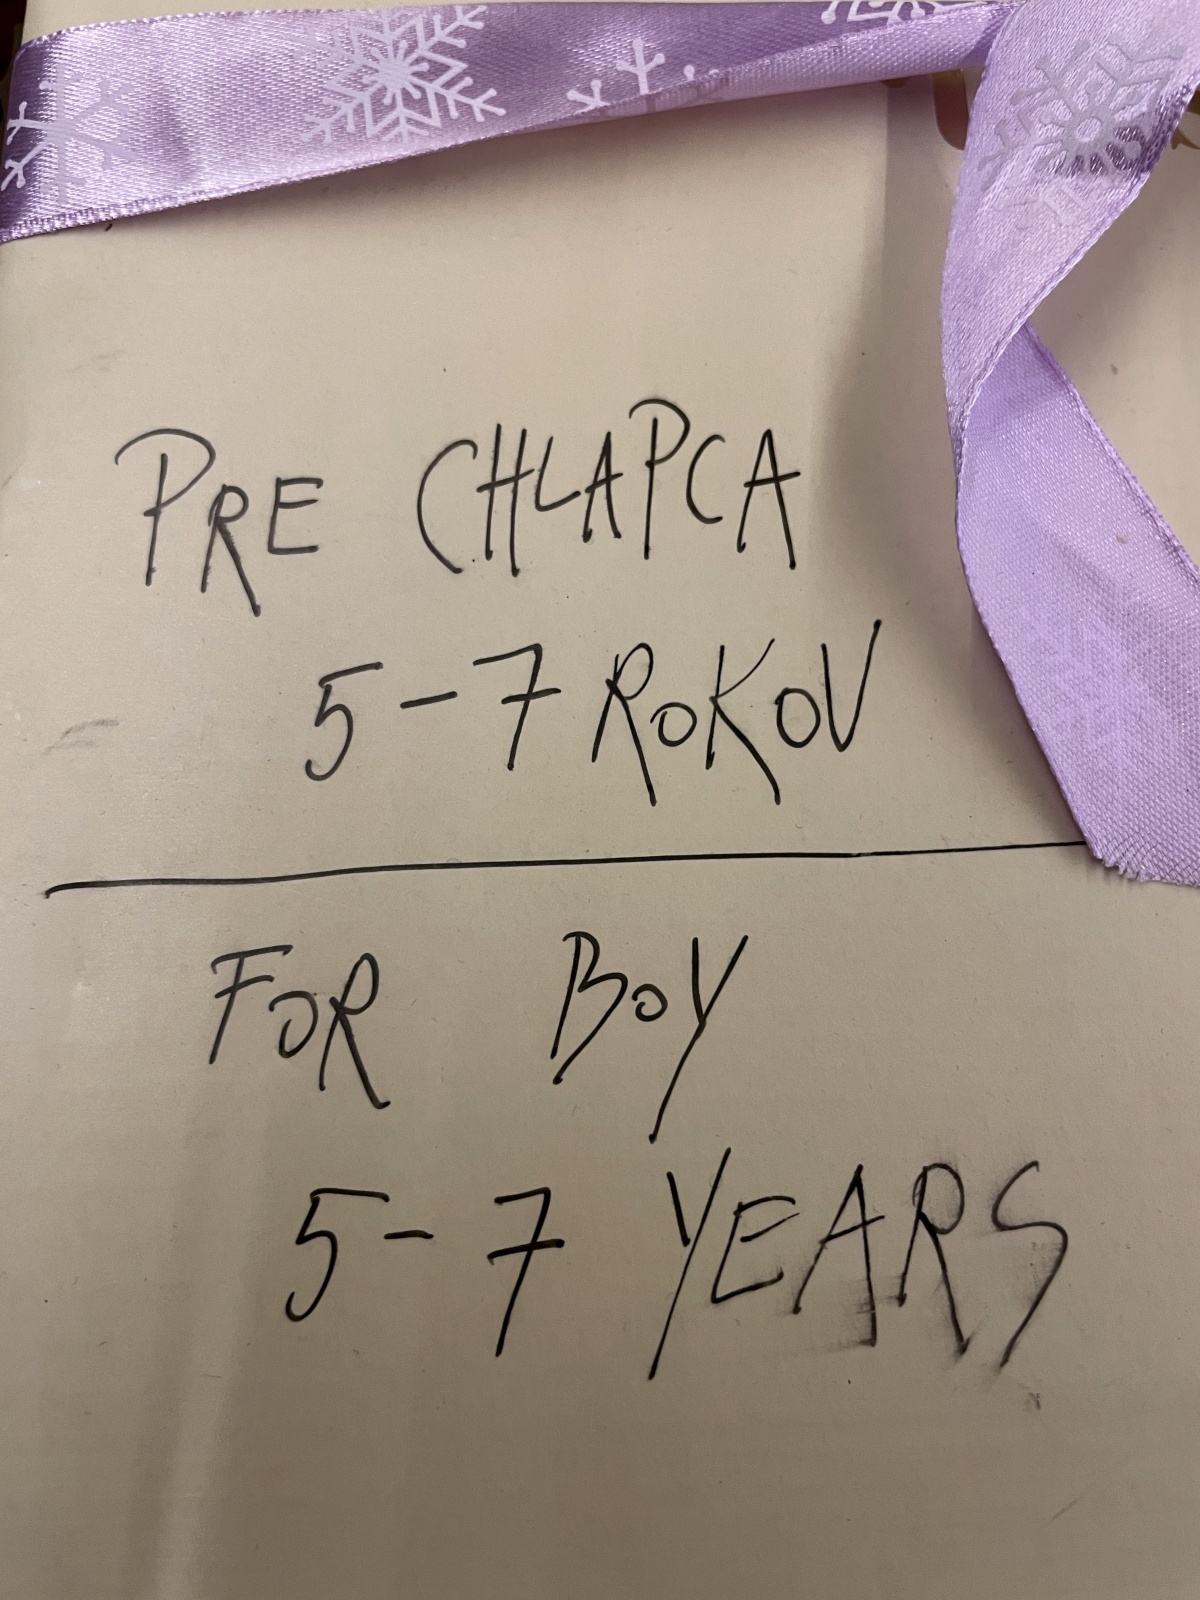 PRE CHLAPCA
5-7 ROKOV
FOR BOY
5-7 YEARS